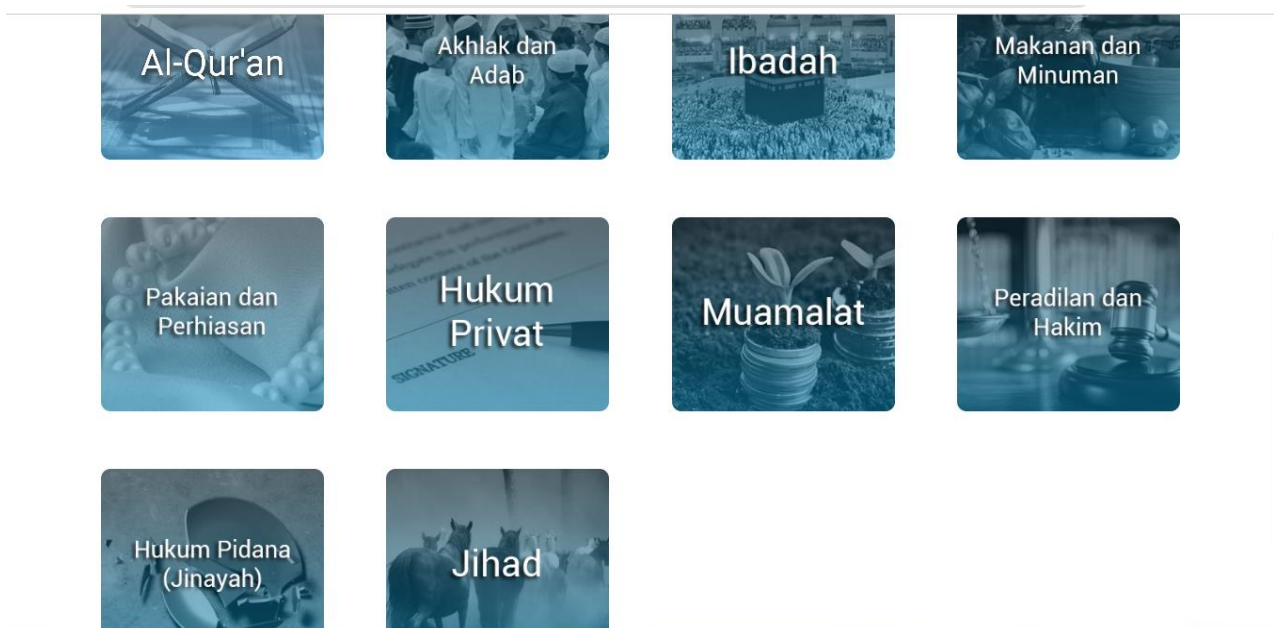 Al-Qur'an
Akhlak dan
Adab
Ibadah
Makanan dan
Minuman
Pakaian dan
Perhiasan
Hukum
Privat
SIGNATURE
Muamalat
Peradilan dan
Hakim
Hukum Pidana
(Jinayah)
Jihad